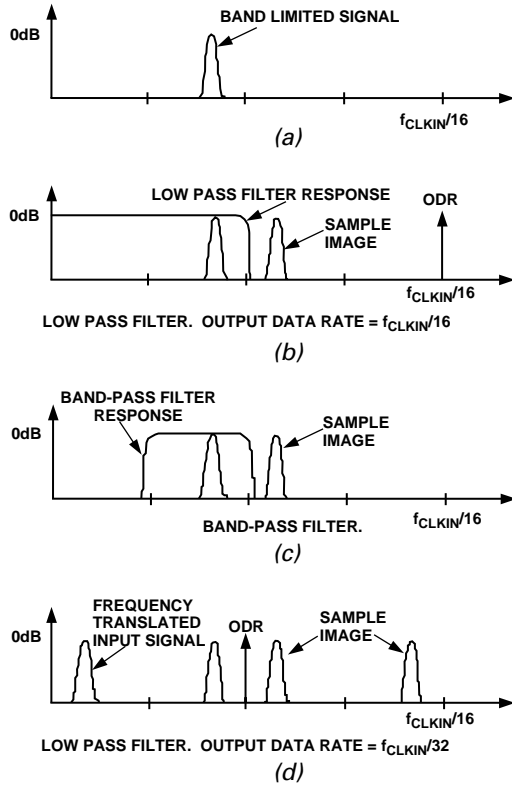 BAND LIMITED SIGNAL
0dB
fCLKIN/16
(a)
LOW PASS FILTER RESPONSE
0dB
SAMPLE
IMAGE
ODR
fCLKIN/16
LOW PASS FILTER. OUTPUT DATA RATE = fCLKIN/16
(b)
BAND-PASS FILTER
RESPONSE
0dB
SAMPLE
IMAGE
fCLKIN/16
BAND-PASS FILTER.
(c)
FREQUENCY
TRANSLATED
INPUT SIGNAL
0dB
ODR
SAMPLE
IMAGE
fCLKIN/16
LOW PASS FILTER. OUTPUT DATA RATE = fCLKIN/32
(d)